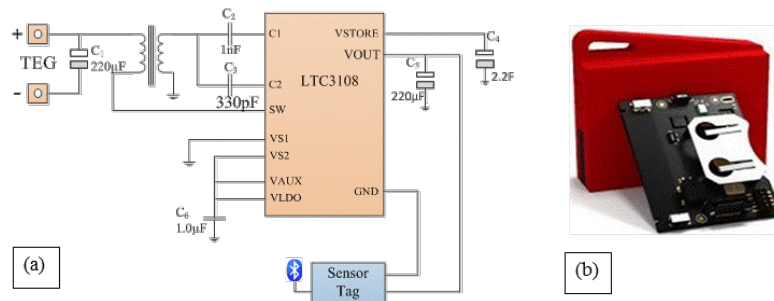 +
TEG
-
C1
220μF
C2
1nF
C3
330pF
C1
C2
SW
VS1
VS2
VAUX
VLDO
LTC3108
VSTORE
VOUT
GND
C4
2.2F
C5
220μF
C6
1.0μF
Sensor
Tag
(a)
(b)